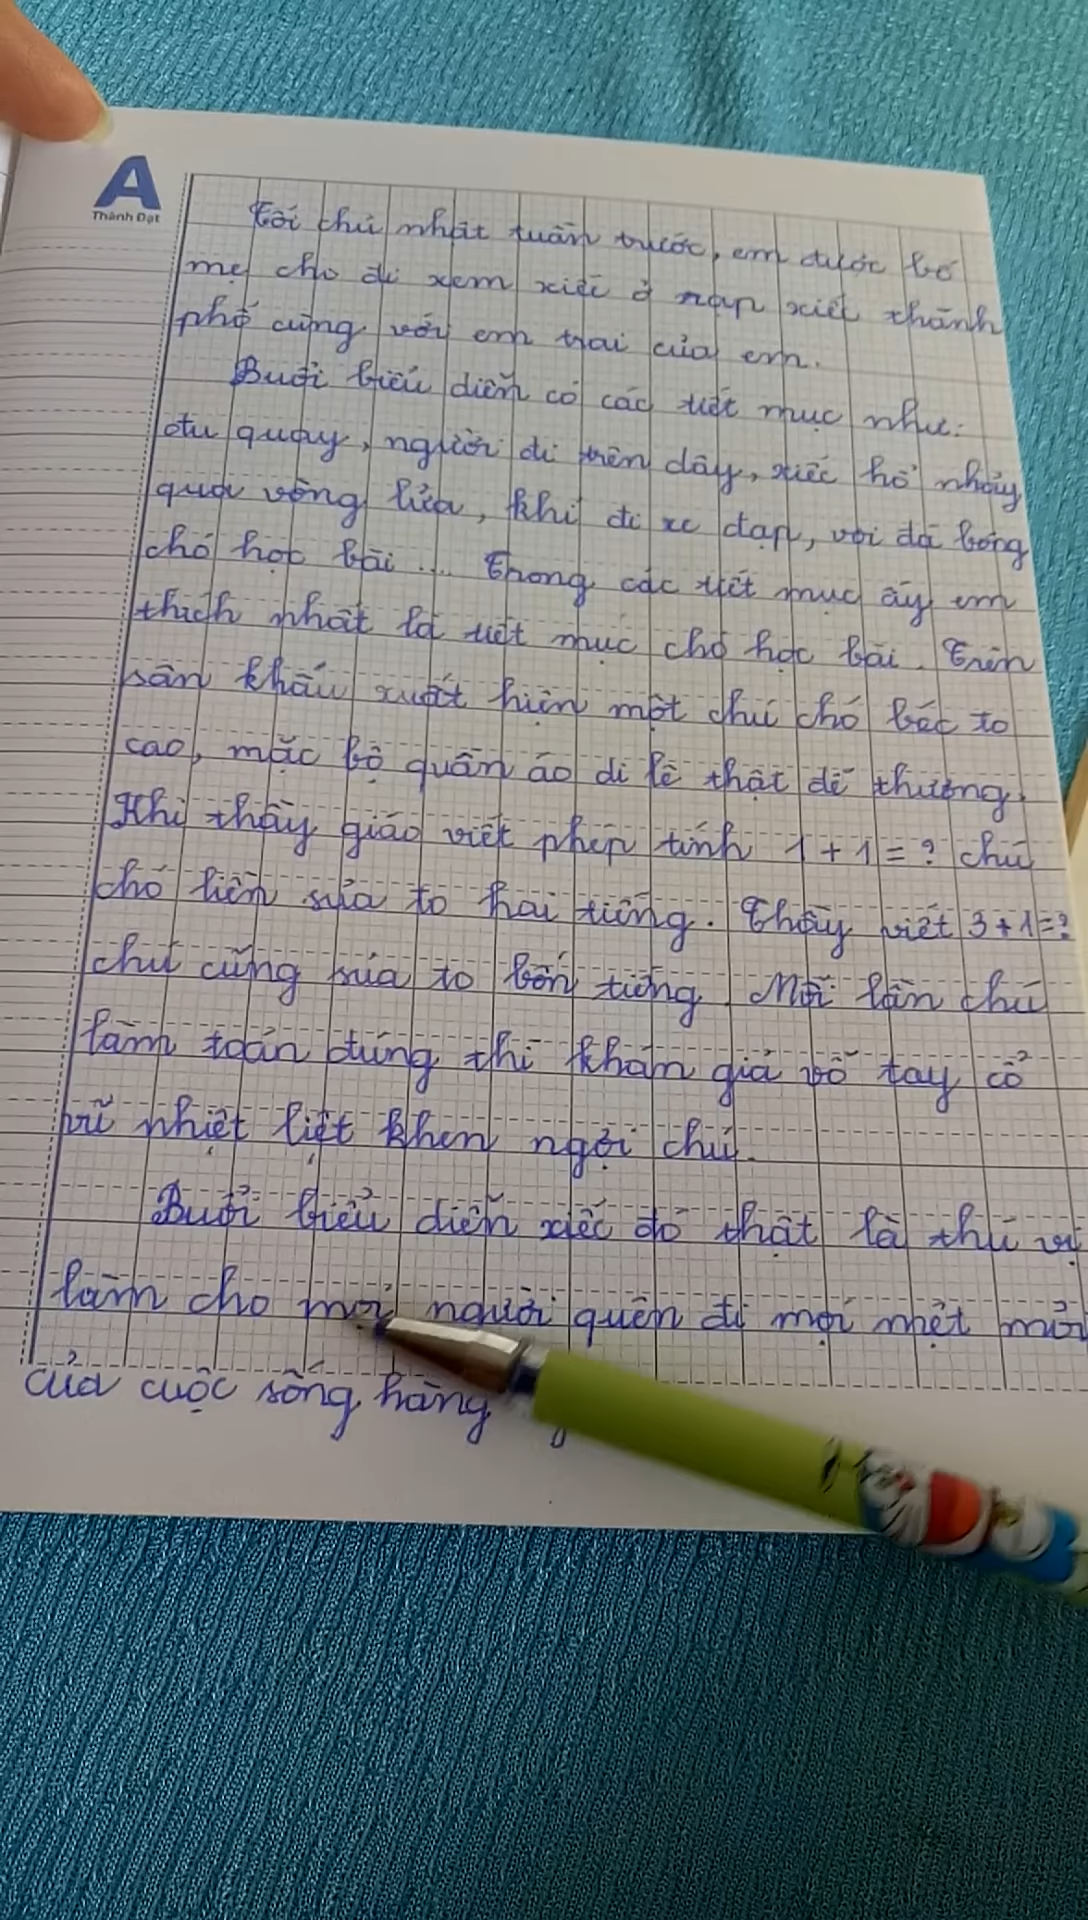 A
Thành Đạt
Tối chủ nhật tuần trước, em được bố
mẹ cho đi xem xiếc ở rạp xiếc thành
phố cùng với em trai của em.
Buổi biểu diễn có các tiết mục như:
đu quay, người đi trên dây, xiếc hổ nhảy
qua vòng lửa, khỉ đi xe đạp, voi đá bóng
chó học bài ... Trong các tiết mục ấy em
thích nhất là tiết mục chó học bài. Trên
sân khấu xuất hiện một chú chó béc to
cao, mặc bộ quần áo đi lễ thật dễ thương.
Khi thầy giáo viết phép tính 1 + 1 = ? chú
chó liền sủa to hai tiếng. Thầy viết 3 + 1 = ?
chú cũng sủa to bốn tiếng. Mỗi lần chú
làm toán đúng thì khán giả vỗ tay cổ
vũ nhiệt liệt khen ngợi chú.
Buổi biểu diễn xiếc đó thật là thú vị
làm cho mọi người quên đi mọi mệt mỏi
của cuộc sống hàng